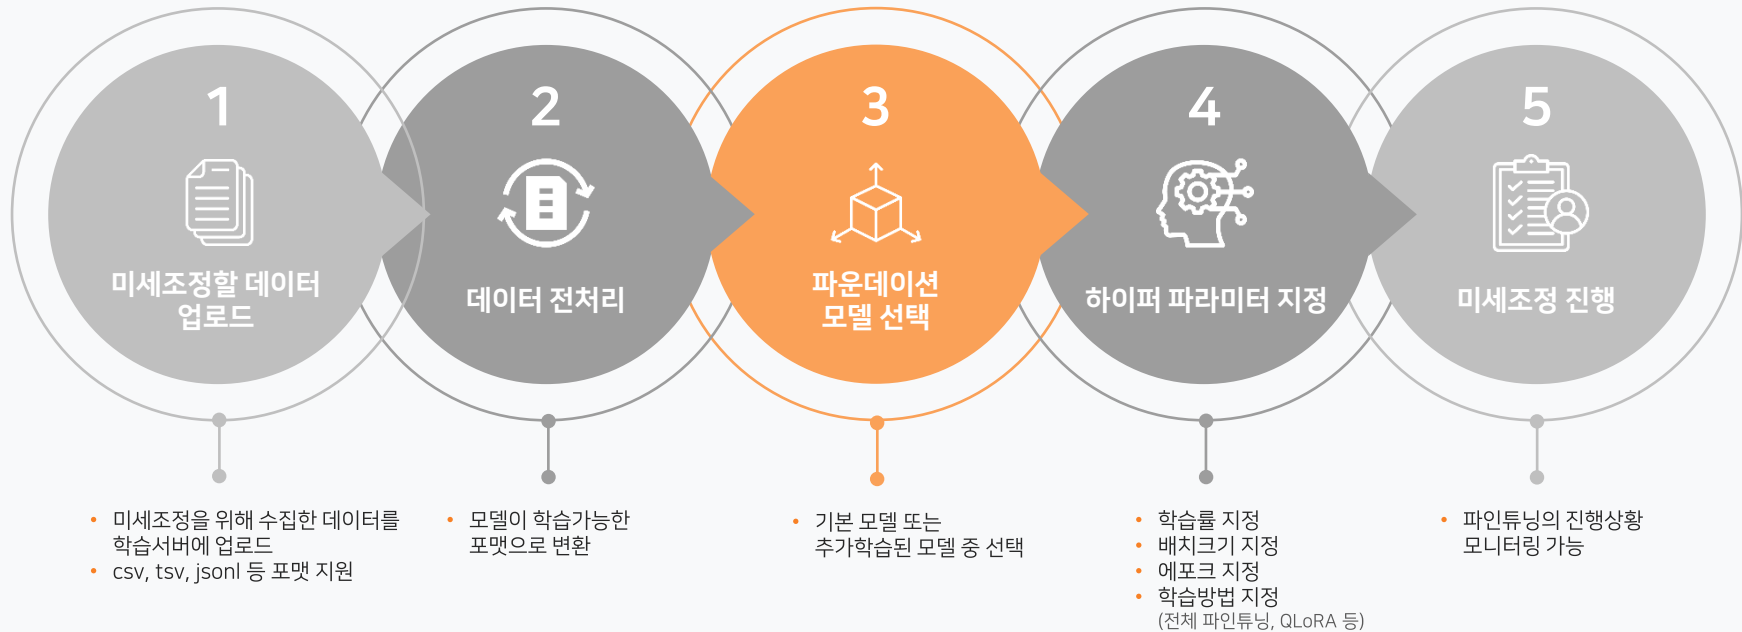 1
미세조정할 데이터
업로드
• 미세조정을 위해 수집한 데이터를
학습서버에 업로드
• csv, tsv, jsonl 등 포맷 지원
2
데이터 전처리
• 모델이 학습가능한
포맷으로 변환
3
파운데이션
모델 선택
• 기본 모델 또는
추가학습된 모델 중 선택
4
하이퍼 파라미터 지정
• 학습률 지정
• 배치크기 지정
• 에포크 지정
• 학습방법 지정
(전체 파인튜닝, QLoRA 등)
5
미세조정 진행
• 파인튜닝의 진행상황
모니터링 가능